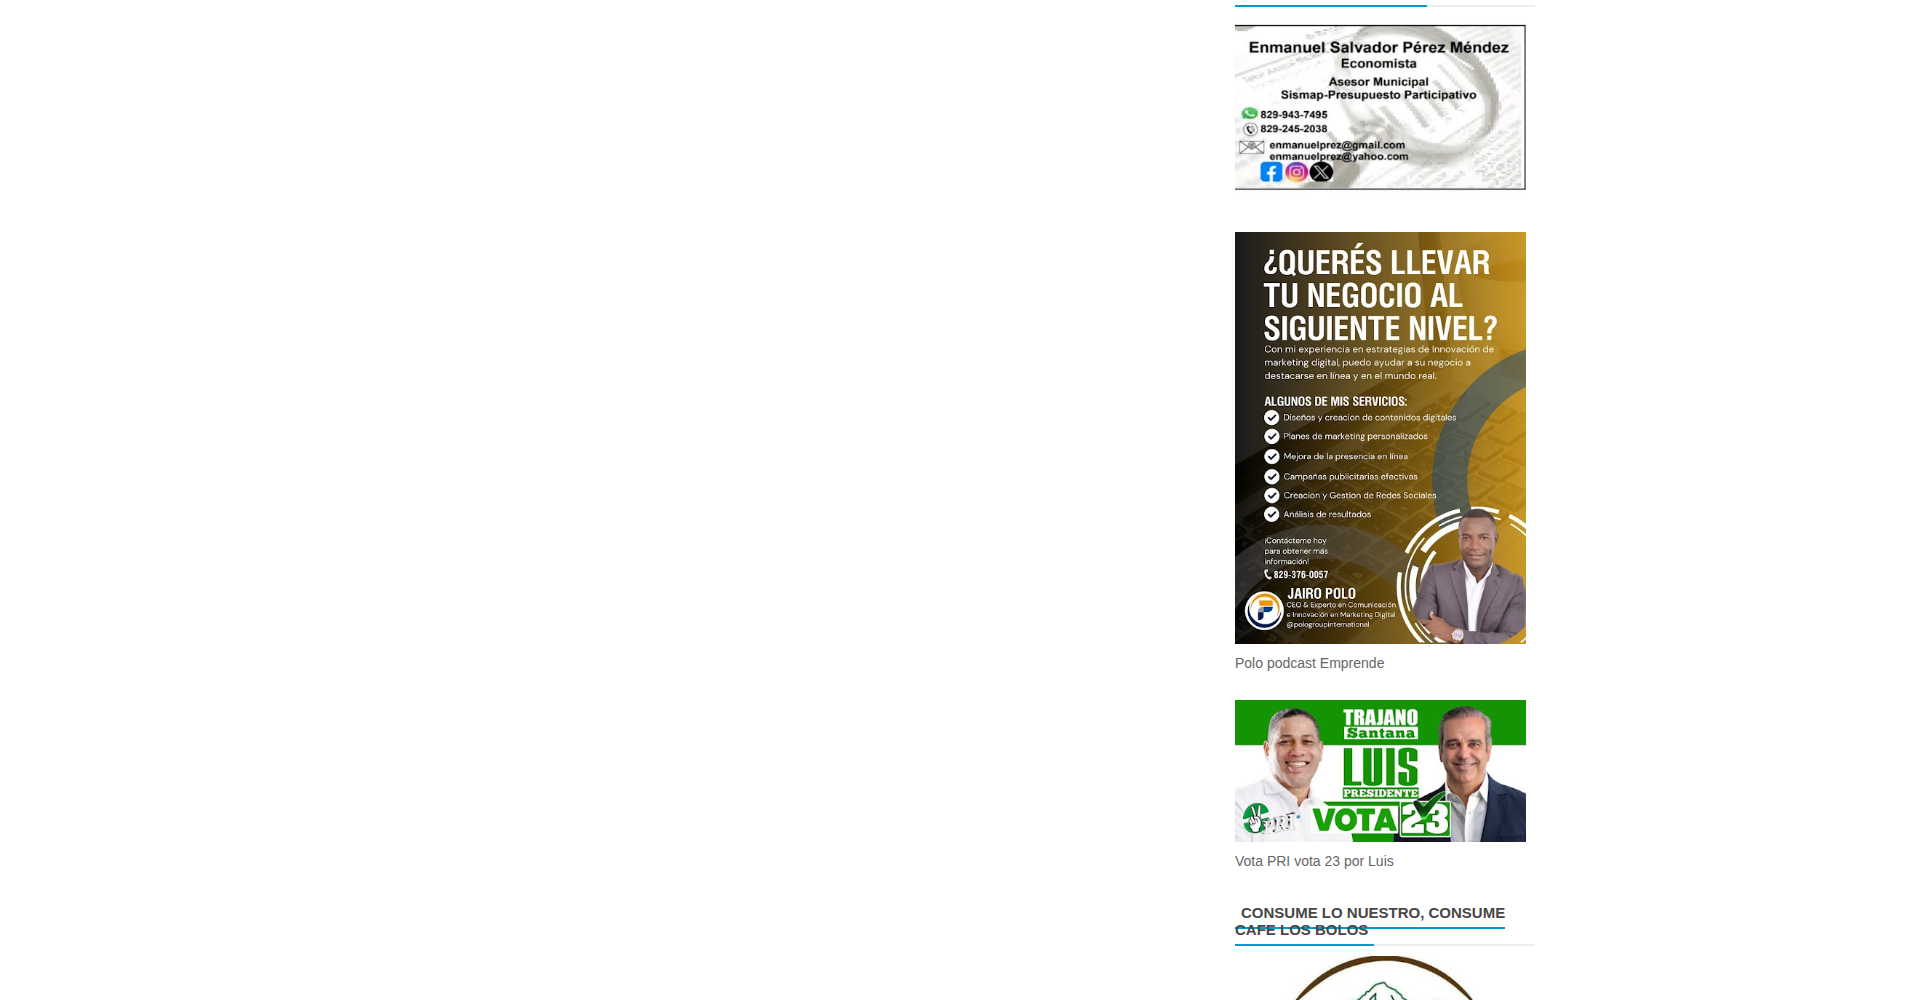 Enmanuel Salvador Pérez Méndez
Economista
Asesor Municipal
Sismap-Presupuesto Participativo
829-943-7495
829-245-2038
enmanuelprez@gmail.com
enmanuelprez@yahoo.com
¿QUERÉS LLEVAR
TU NEGOCIO AL
SIGUIENTE NIVEL?
Con mi experiencia en estrategias de Innovación de
marketing digital, puedo ayudar a su negocio a
destacarse en línea y en el mundo real.
ALGUNOS DE MIS SERVICIOS:
Diseños y creacion de contenidos digitales
Planes de marketing personalizados
Mejora de la presencia en línea
Campañas publicitarias efectivas
Creacion y Gestion de Redes Sociales
Análisis de resultados
¡Contácteme hoy
para obtener más
información!
829-376-0057
JAIRO POLO
CEO & Experto en Comunicación
e Innovación en Marketing Digital
@pologroupinternational
Polo podcast Emprende
TRAJANO
Santana
LUIS
PRESIDENTE
PRI
VOTA 23
Vota PRI vota 23 por Luis
CONSUME LO NUESTRO, CONSUME
CAFE LOS BOLOS